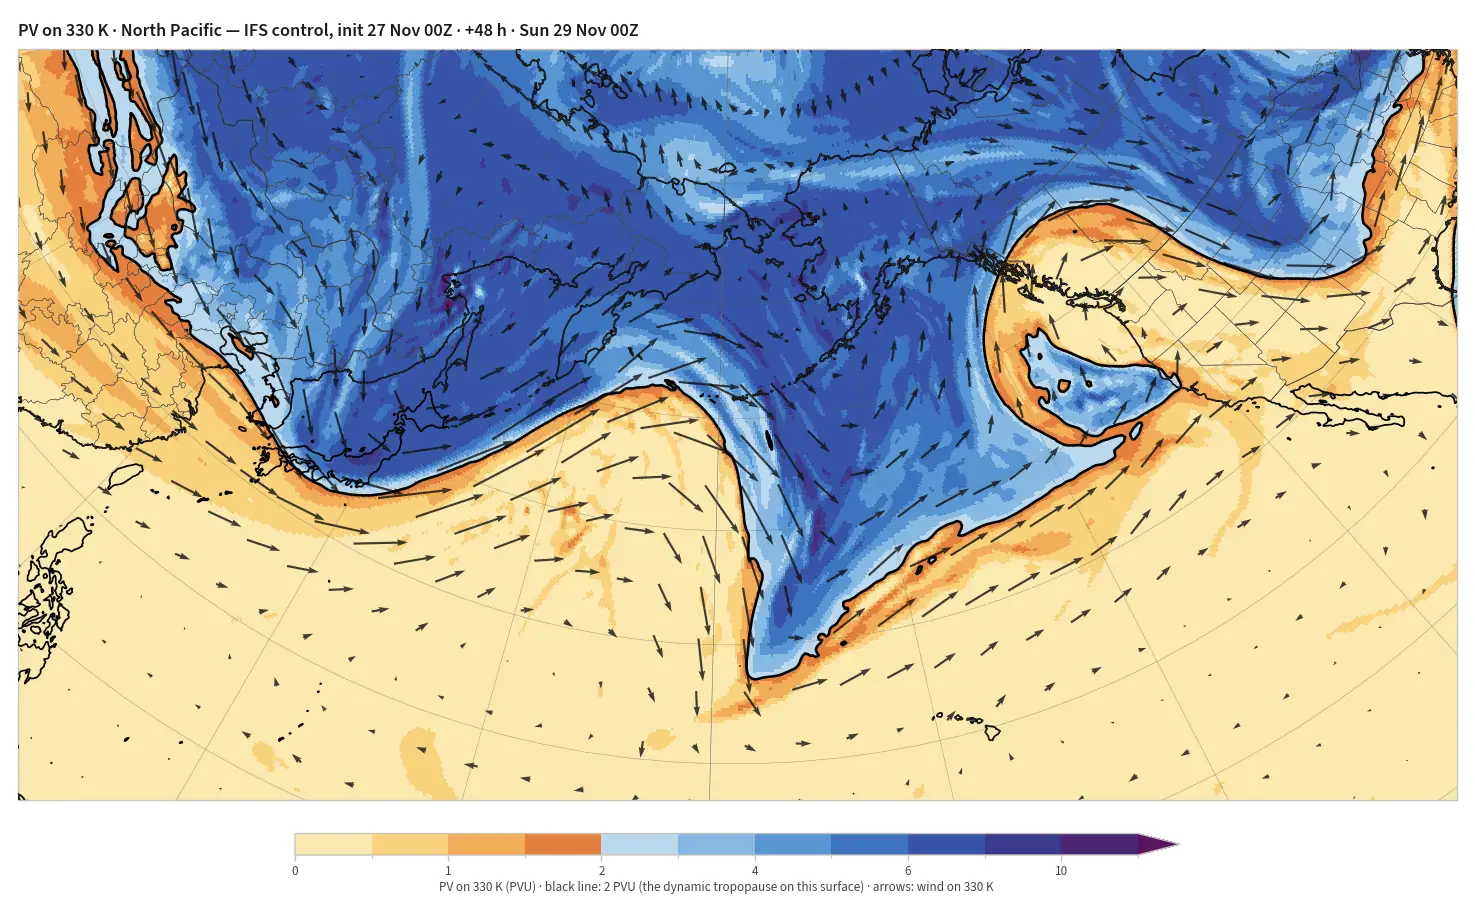 PV on 330 K · North Pacific — IFS control, init 27 Nov 00Z · +48 h · Sun 29 Nov 00Z
0 1 2 4 6 10
PV on 330 K (PVU) · black line: 2 PVU (the dynamic tropopause on this surface) · arrows: wind on 330 K